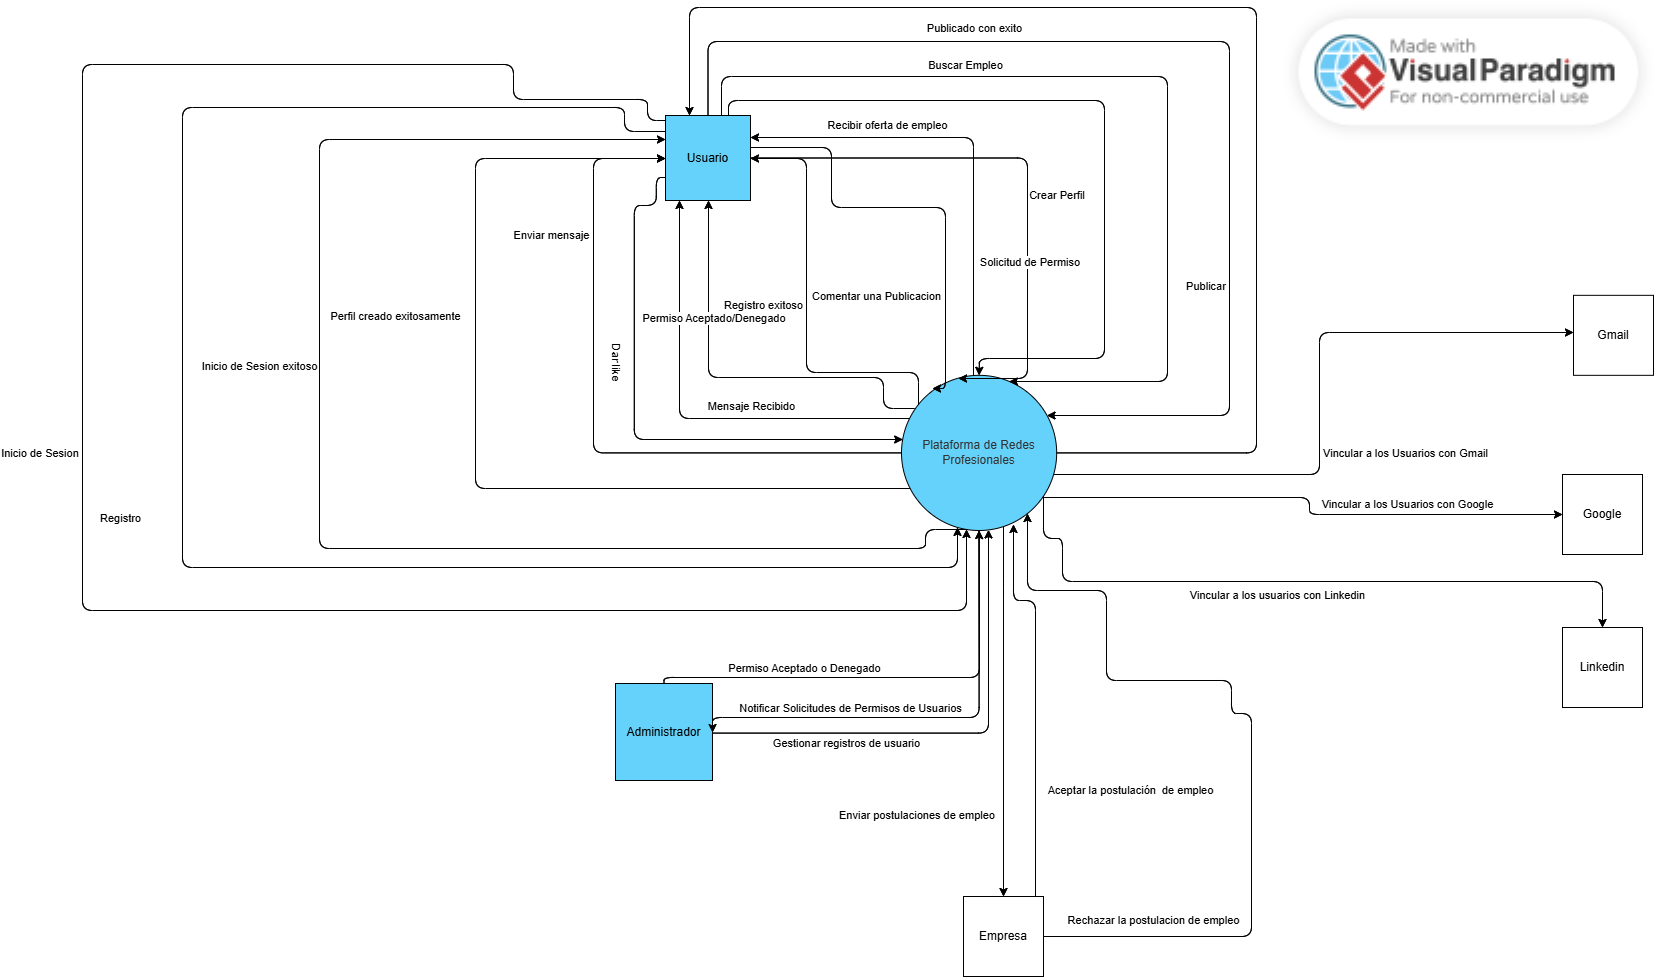 Publicado con exito
Made with
Visual Paradigm
For non-commercial use
Buscar Empleo
Recibir oferta de empleo
Usuario
Crear Perfil
Enviar mensaje
Solicitud de Permiso
Publicar
Comentar una Publicacion
Registro exitoso
Permiso Aceptado/Denegado
Perfil creado exitosamente
Gmail
Dar like
Inicio de Sesion exitoso
Mensaje Recibido
Plataforma de Redes
Profesionales
Inicio de Sesion
Vincular a los Usuarios con Gmail
Vincular a los Usuarios con Google
Google
Registro
Vincular a los usuarios con Linkedin
Linkedin
Permiso Aceptado o Denegado
Notificar Solicitudes de Permisos de Usuarios
Administrador
Gestionar registros de usuario
Aceptar la postulación  de empleo
Enviar postulaciones de empleo
Rechazar la postulacion de empleo
Empresa